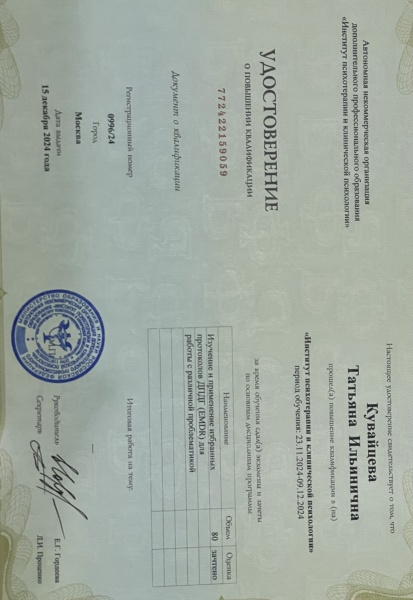 Автономная некоммерческая организация
дополнительного профессионального образования
«Институт психотерапии и клинической психологии»
УДОСТОВЕРЕНИЕ
О ПОВЫШЕНИИ КВАЛИФИКАЦИИ
772422159059
Документ о квалификации
Регистрационный номер
0996/24
Город
Москва
Дата выдачи
15 декабря 2024 года
Настоящее удостоверение свидетельствует о том, что
Кувайцева
Татьяна Ильинична
прошел(а) повышение квалификации в (на)
«Институт психотерапии и клинической психологии»
период обучения: 23.11.2024-09.12.2024
за время обучения сдал(а) экзамены и зачеты
по основным дисциплинам программы
Наименование Объем Оценка
Изучение и применение избранных 80 зачтено
протоколов ДПДГ (EMDR) для
работы с различной проблематикой
Итоговая работа на тему:
Руководитель Е.Г. Гордеева
Секретарь Л.И. Проценко